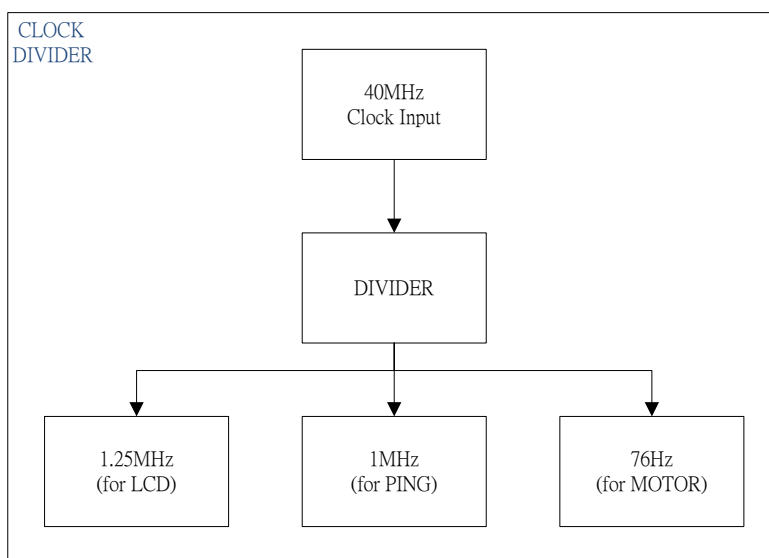 CLOCK
DIVIDER
40MHz
Clock Input
DIVIDER
1.25MHz
(for LCD)
1MHz
(for PING)
76Hz
(for MOTOR)